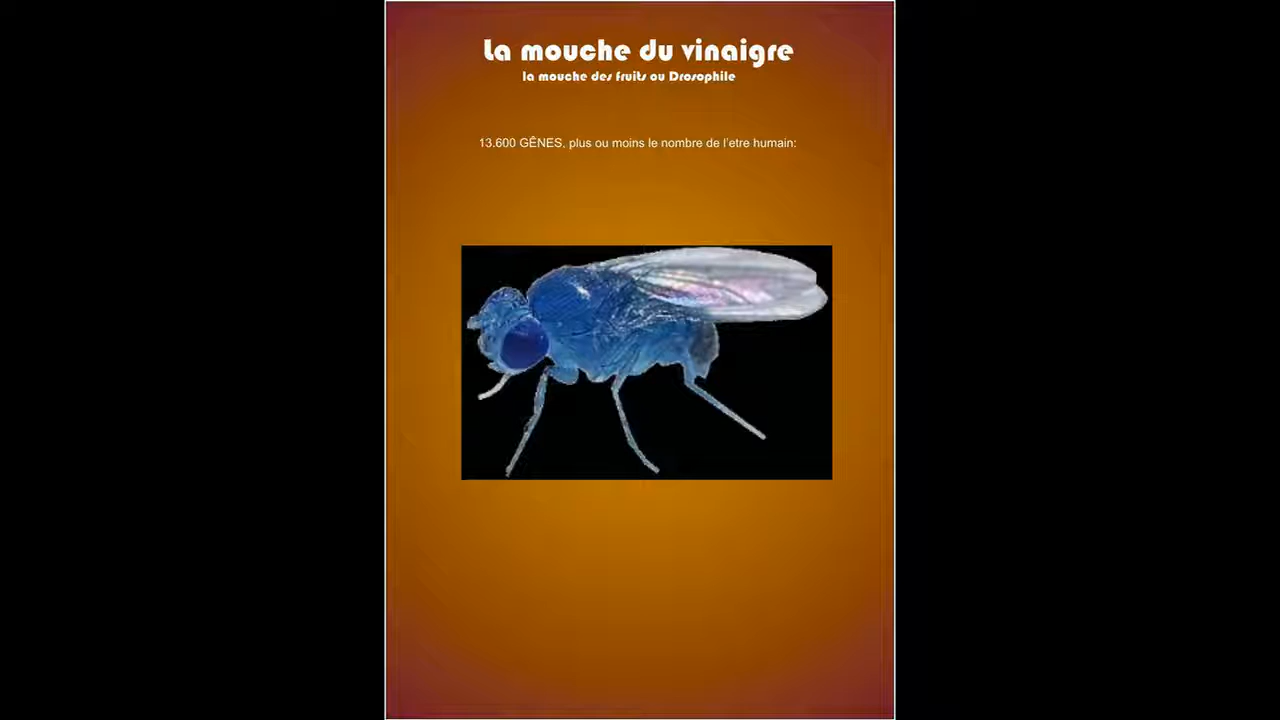 La mouche du vinaigre
la mouche des fruits ou Drosophile
13.600 GÊNES, plus ou moins le nombre de l'etre humain: